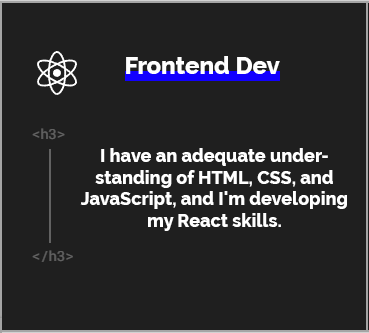 Frontend Dev
<h3>
I have an adequate under-
standing of HTML, CSS, and
JavaScript, and I'm developing
my React skills.
</h3>